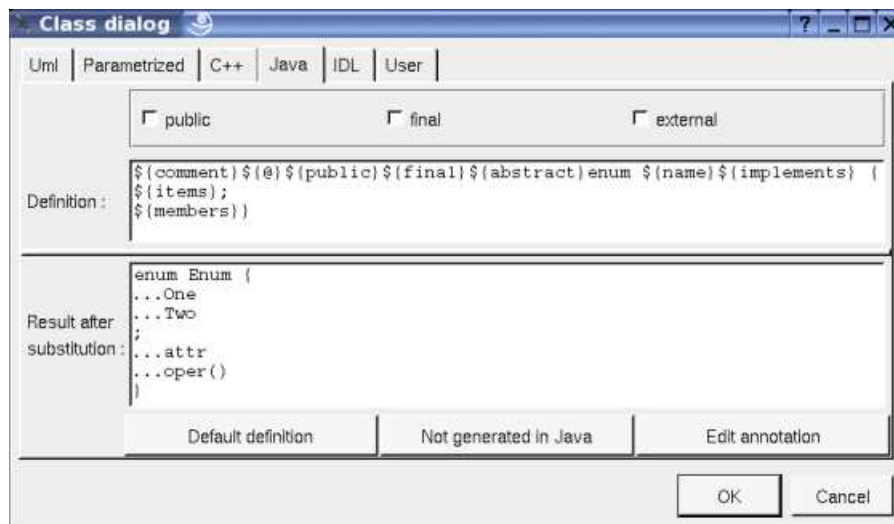 Class dialog
?
Uml Parametrized C++ Java IDL User
public final external
Definition :
${comment}${@}${public}${final}${abstract}enum ${name}${implements} {
${items};
${members}}
Result after
substitution :
enum Enum {
...One
...Two
;
...attr
...oper()
}
Default definition Not generated in Java Edit annotation
OK Cancel